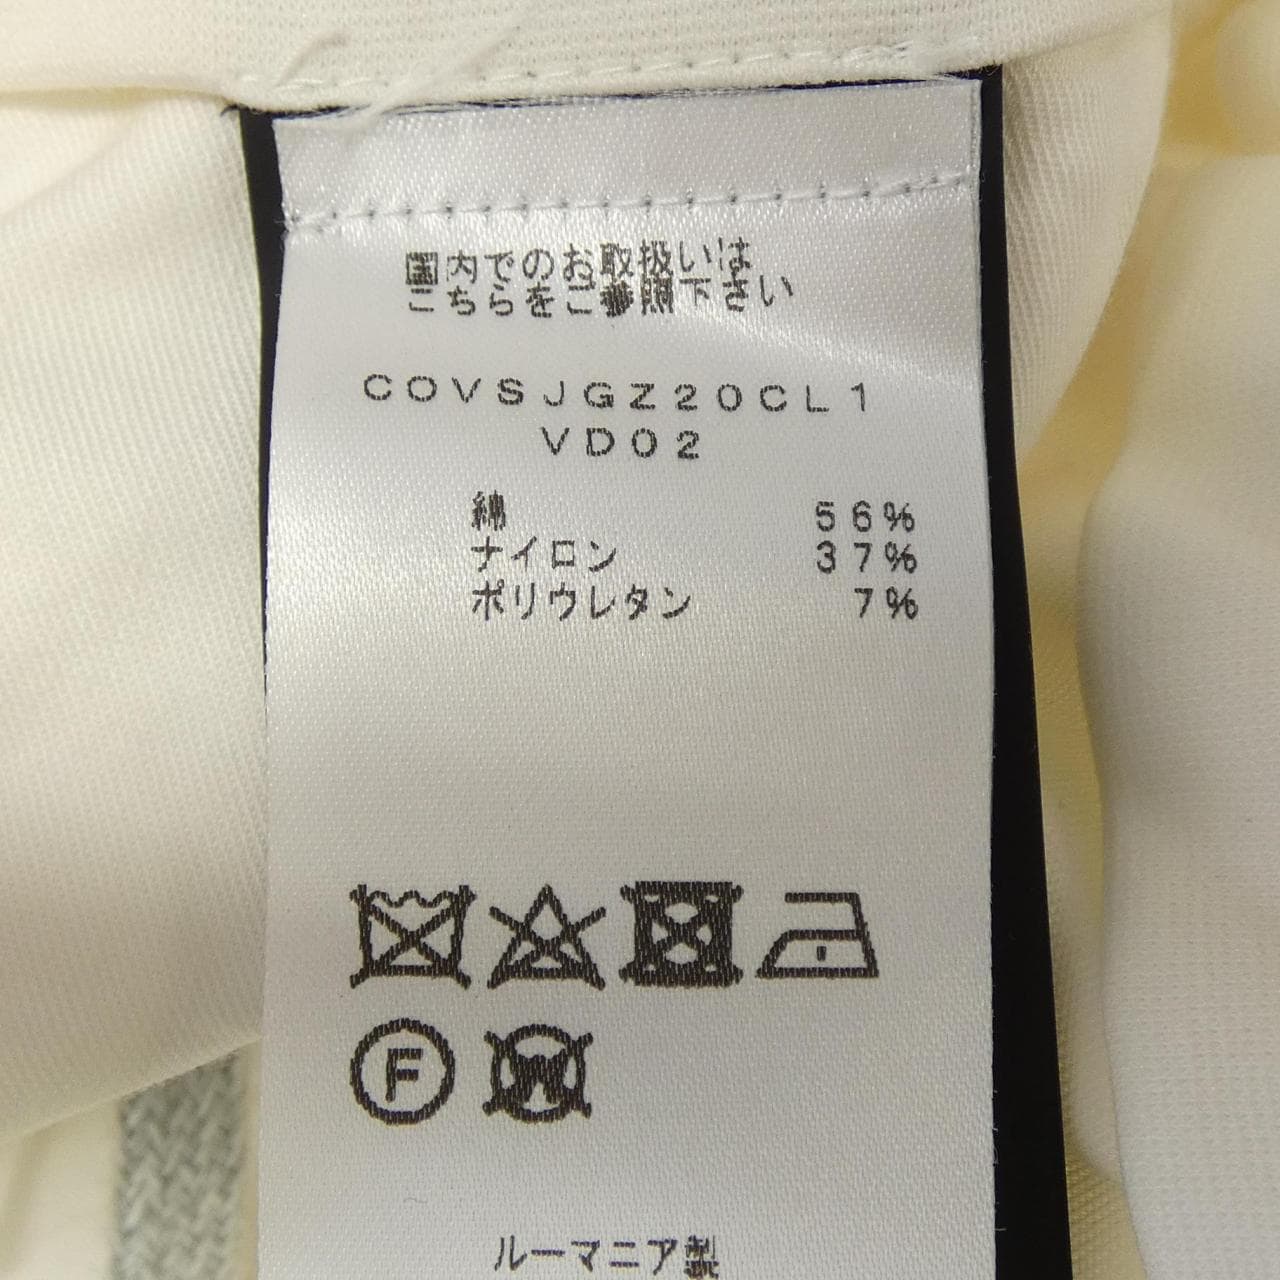 国内でのお取扱いは
こちらをご参照下さい
COVSJGZ20CL1
VD02
綿 56%
ナイロン 37%
ポリウレタン 7%
F
W
ルーマニア製